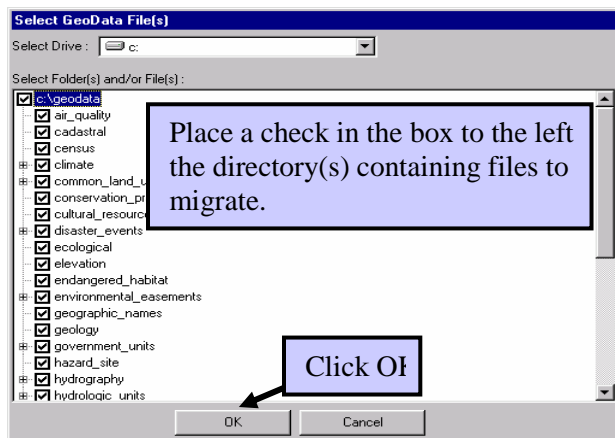 Select GeoData File(s)
Select Drive : c:
Select Folder(s) and/or File(s) :
c:\geodata
air_quality
cadastral
census
climate
common_land_u
conservation_pr
cultural_resourc
disaster_events
ecological
elevation
endangered_habitat
environmental_easements
geographic_names
geology
government_units
hazard_site
hydrography
hydrologic_units
Place a check in the box to the left
the directory(s) containing files to
migrate.
Click OK
OK Cancel